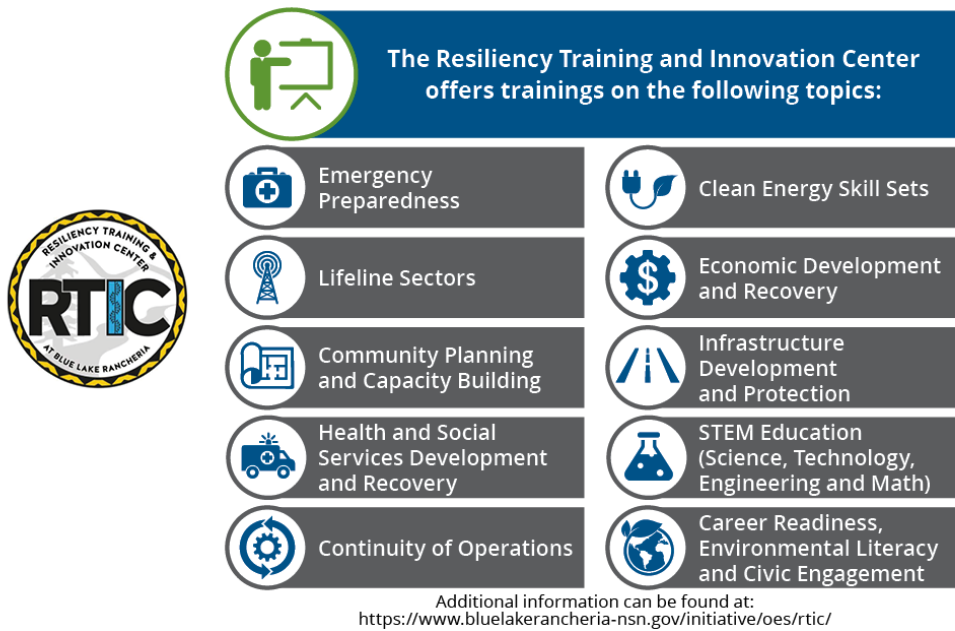 The Resiliency Training and Innovation Center
offers trainings on the following topics:
RESILIENCY TRAINING &
INNOVATION CENTER
RTIC
AT BLUE LAKE RANCHERIA
Emergency
Preparedness
Lifeline Sectors
Community Planning
and Capacity Building
Health and Social
Services Development
and Recovery
Continuity of Operations
Clean Energy Skill Sets
$
Economic Development
and Recovery
Infrastructure
Development
and Protection
STEM Education
(Science, Technology,
Engineering and Math)
Career Readiness,
Environmental Literacy
and Civic Engagement
Additional information can be found at:
https://www.bluelakerancheria-nsn.gov/initiative/oes/rtic/